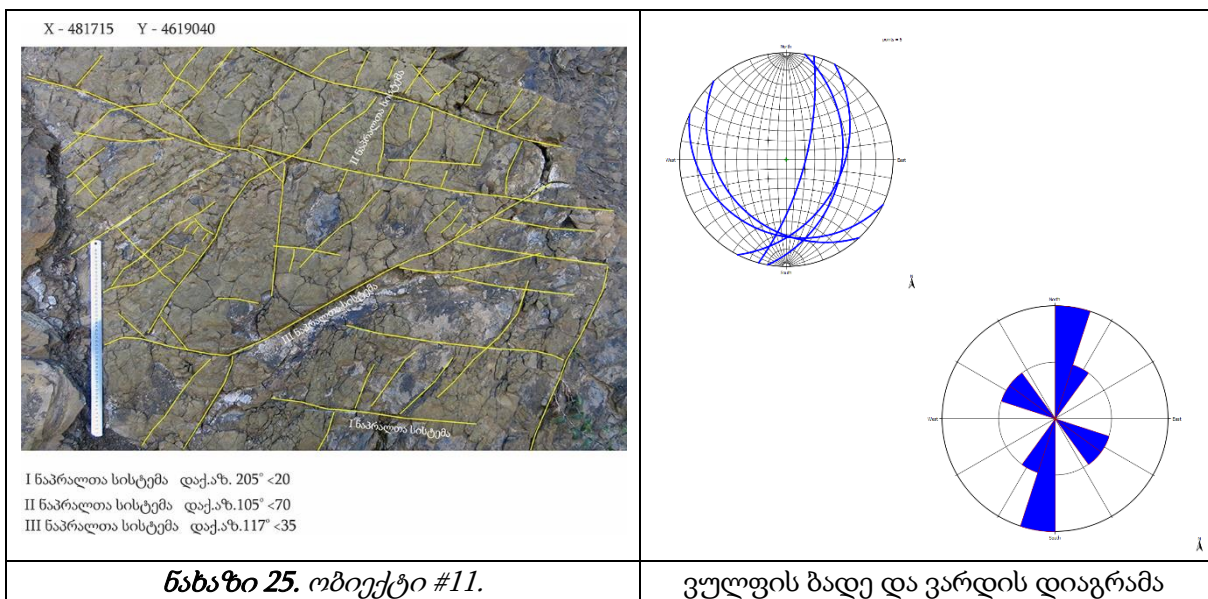 X - 481715 Y - 4619040
II ნაპრალთა სისტემა
III ნაპრალთა სისტემა
I ნაპრალთა სისტემა
I ნაპრალთა სისტემა დაქ.აზ. 205° <20
II ნაპრალთა სისტემა დაქ.აზ.105° <70
III ნაპრალთა სისტემა დაქ.აზ.117° <35
ნახაზი 25. ობიექტი #11.
North
West
East
South
North
West
East
South
ვულფის ბადე და ვარდის დიაგრამა